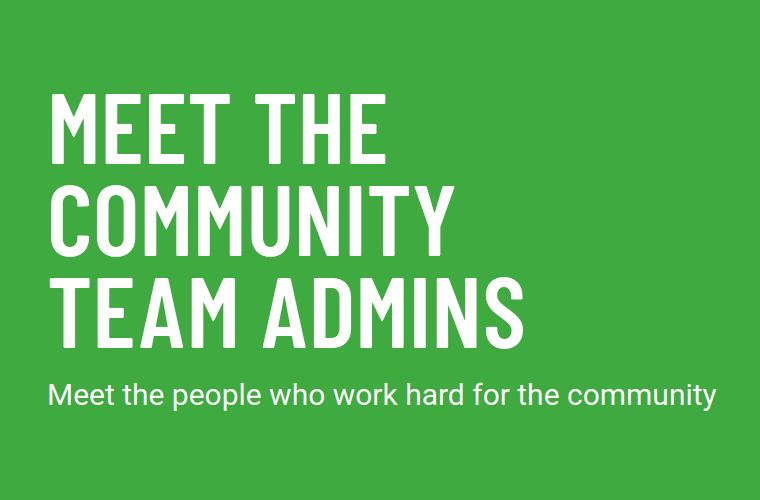 MEET THE
COMMUNITY
TEAM ADMINS
Meet the people who work hard for the community